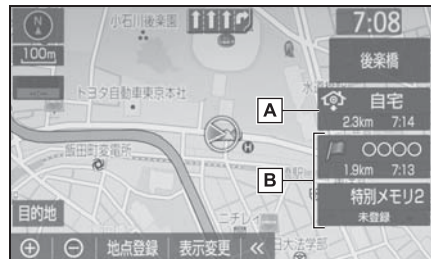 小石川後楽園
7:08
N
100m
後楽橋
トヨタ自動車東京本社
A
自宅
2.3km 7:14
飯田町変電所
B
○○○○
1.9km 7:13
特別メモリ2
未登録
目的地
ニチレイ
地点登録 表示変更 «